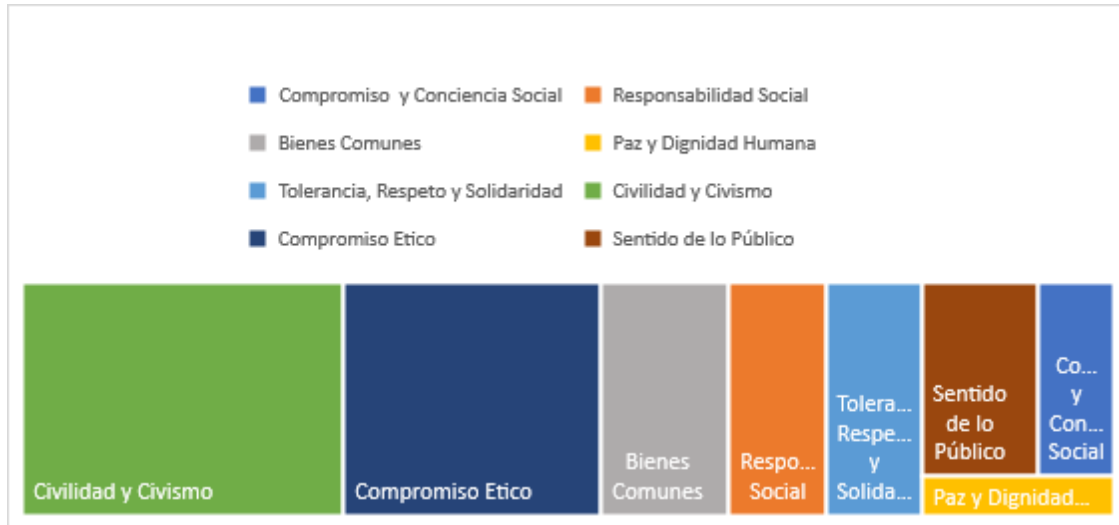 Compromiso y Conciencia Social
Responsabilidad Social
Bienes Comunes
Paz y Dignidad Humana
Tolerancia, Respeto y Solidaridad
Civilidad y Civismo
Compromiso Etico
Sentido de lo Público
Civilidad y Civismo
Compromiso Etico
Bienes
Comunes
Respo...
Social
Tolera...
Respe...
y
Solida...
Sentido
de lo
Público
Co...
y
Con...
Social
Paz y Dignidad...